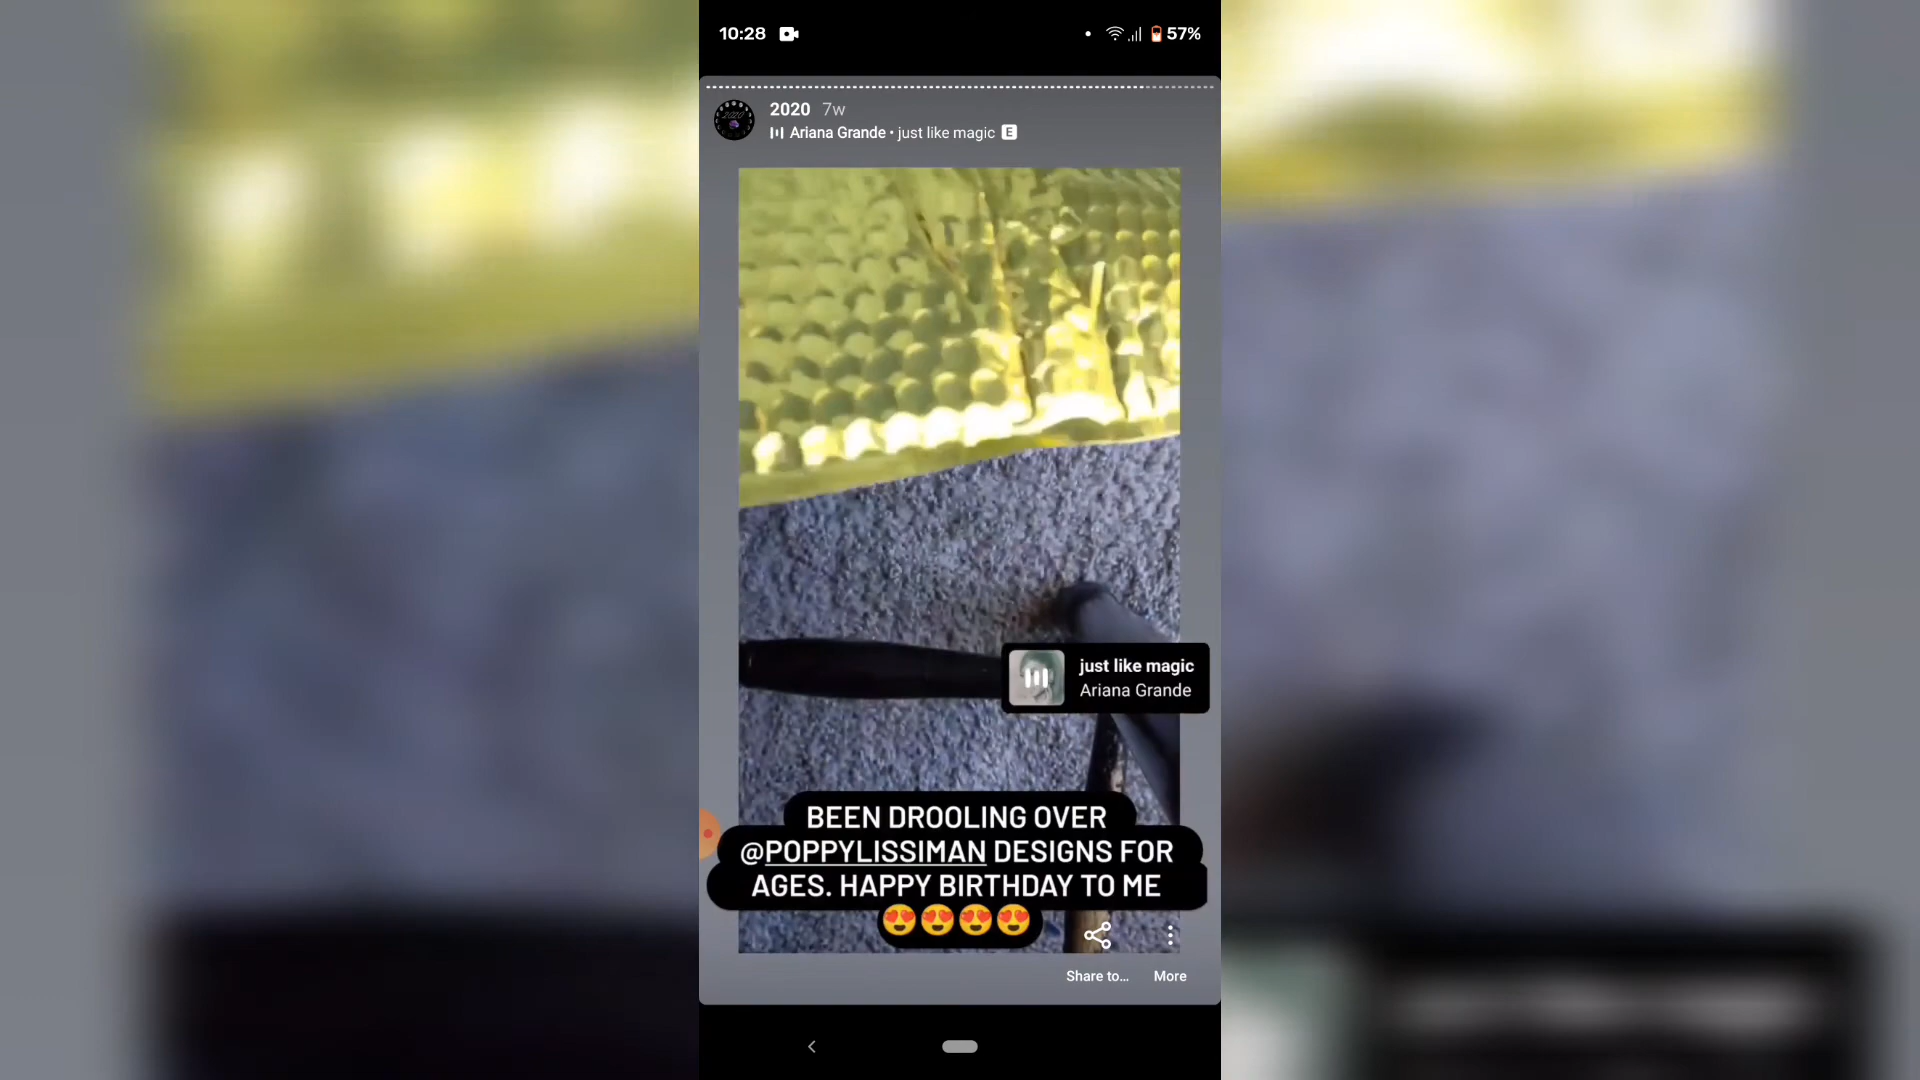 10:28
57%
2020 7w
Ariana Grande • just like magic E
just like magic
Ariana Grande
BEEN DROOLING OVER
@POPPYLISSIMAN DESIGNS FOR
AGES. HAPPY BIRTHDAY TO ME
😍😍😍😍
Share to... More